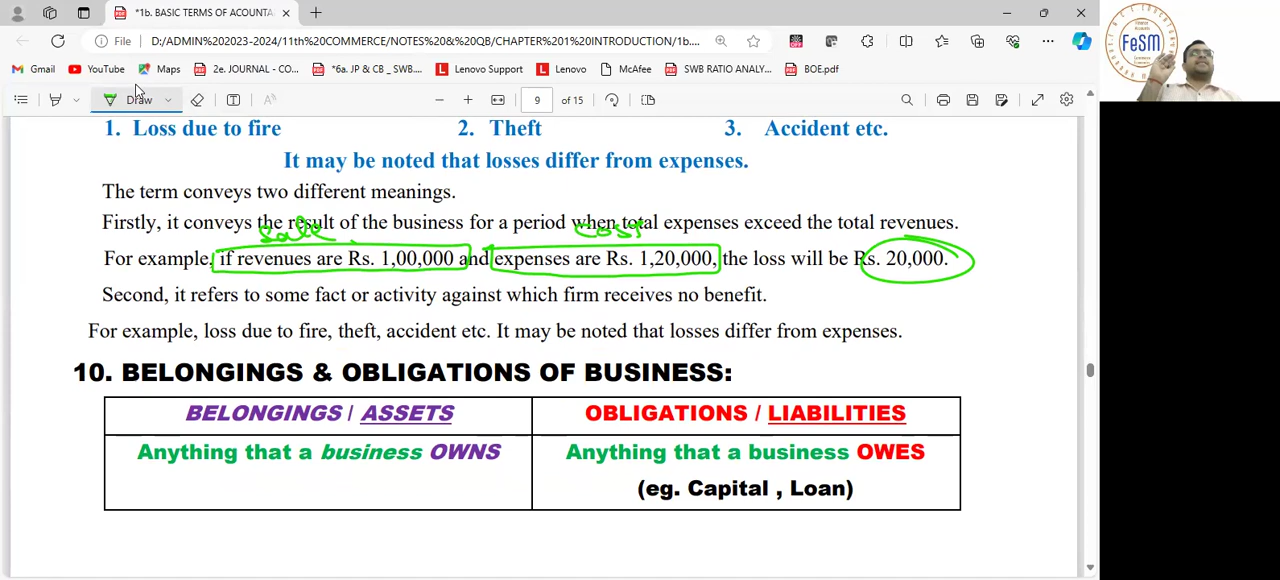 *1b. BASIC TERMS OF ACOUNTA
File
D:/ADMIN%202023-2024/11th%20COMMERCE/NOTES%20&%20QB/CHAPTER%201%20INTRODUCTION/1b....
Gmail YouTube Maps 2e. JOURNAL - CO... *6a. JP & CB _ SWB.... Lenovo Support Lenovo McAfee SWB RATIO ANALY... BOE.pdf
Draw 9 of 15
FeSM
1. Loss due to fire 2. Theft 3. Accident etc.
It may be noted that losses differ from expenses.
The term conveys two different meanings.
Firstly, it conveys the result of the business for a period when total expenses exceed the total revenues.
sale cost
For example, if revenues are Rs. 1,00,000 and expenses are Rs. 1,20,000, the loss will be Rs. 20,000.
Second, it refers to some fact or activity against which firm receives no benefit.
For example, loss due to fire, theft, accident etc. It may be noted that losses differ from expenses.
10. BELONGINGS & OBLIGATIONS OF BUSINESS:
BELONGINGS / ASSETS OBLIGATIONS / LIABILITIES
Anything that a business OWNS Anything that a business OWES
(eg. Capital , Loan)